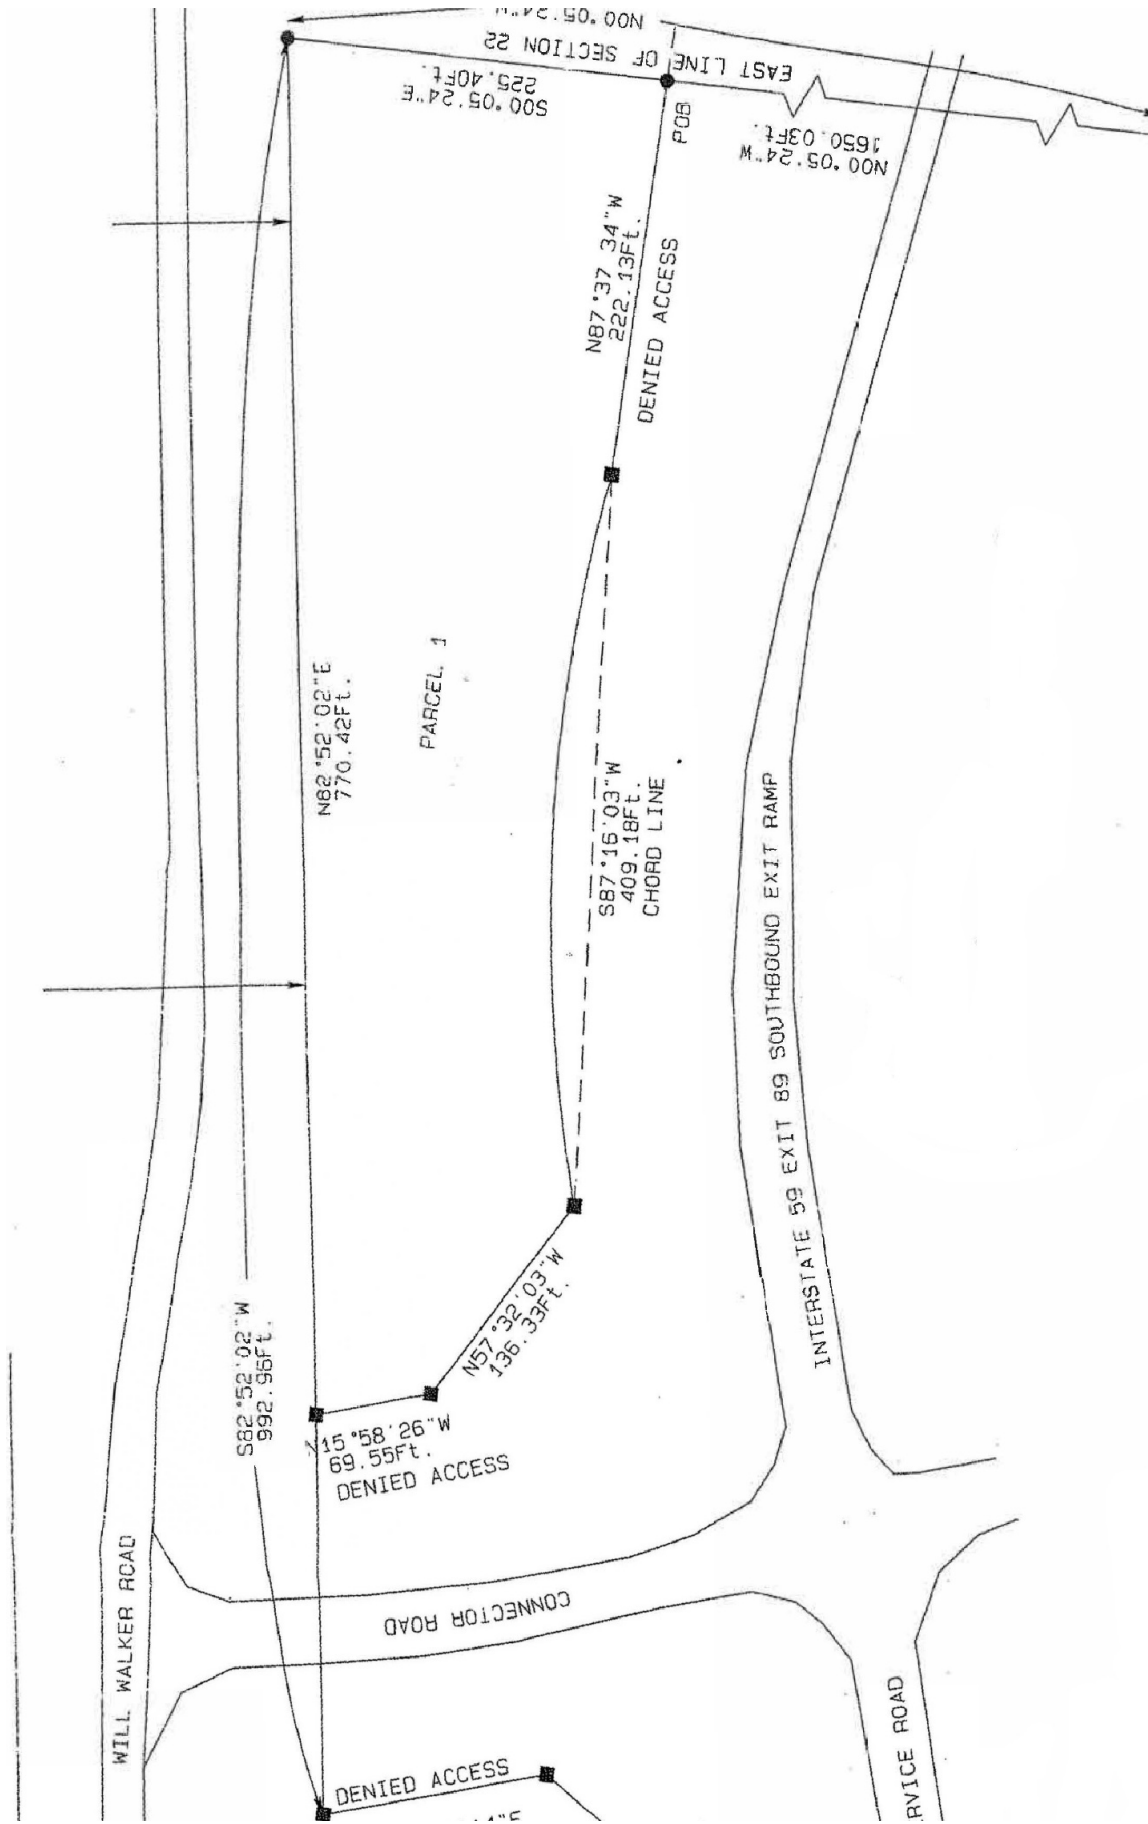 N00°05'24"W
EAST LINE OF SECTION 22
S00°05'24"E
225.40Ft.
POB
N00°05'24"W
1650.03Ft.
N87°37'34"W
222.13Ft.
DENIED ACCESS
N82°52'02"E
770.42Ft.
PARCEL 1
S87°16'03"W
409.18Ft.
CHORD LINE
INTERSTATE 59 EXIT 89 SOUTHBOUND EXIT RAMP
N57°32'03"W
136.33Ft.
S82°52'02"W
992.96Ft.
N15°58'26"W
69.55Ft.
DENIED ACCESS
CONNECTOR ROAD
WILL WALKER ROAD
DENIED ACCESS
RVICE ROAD